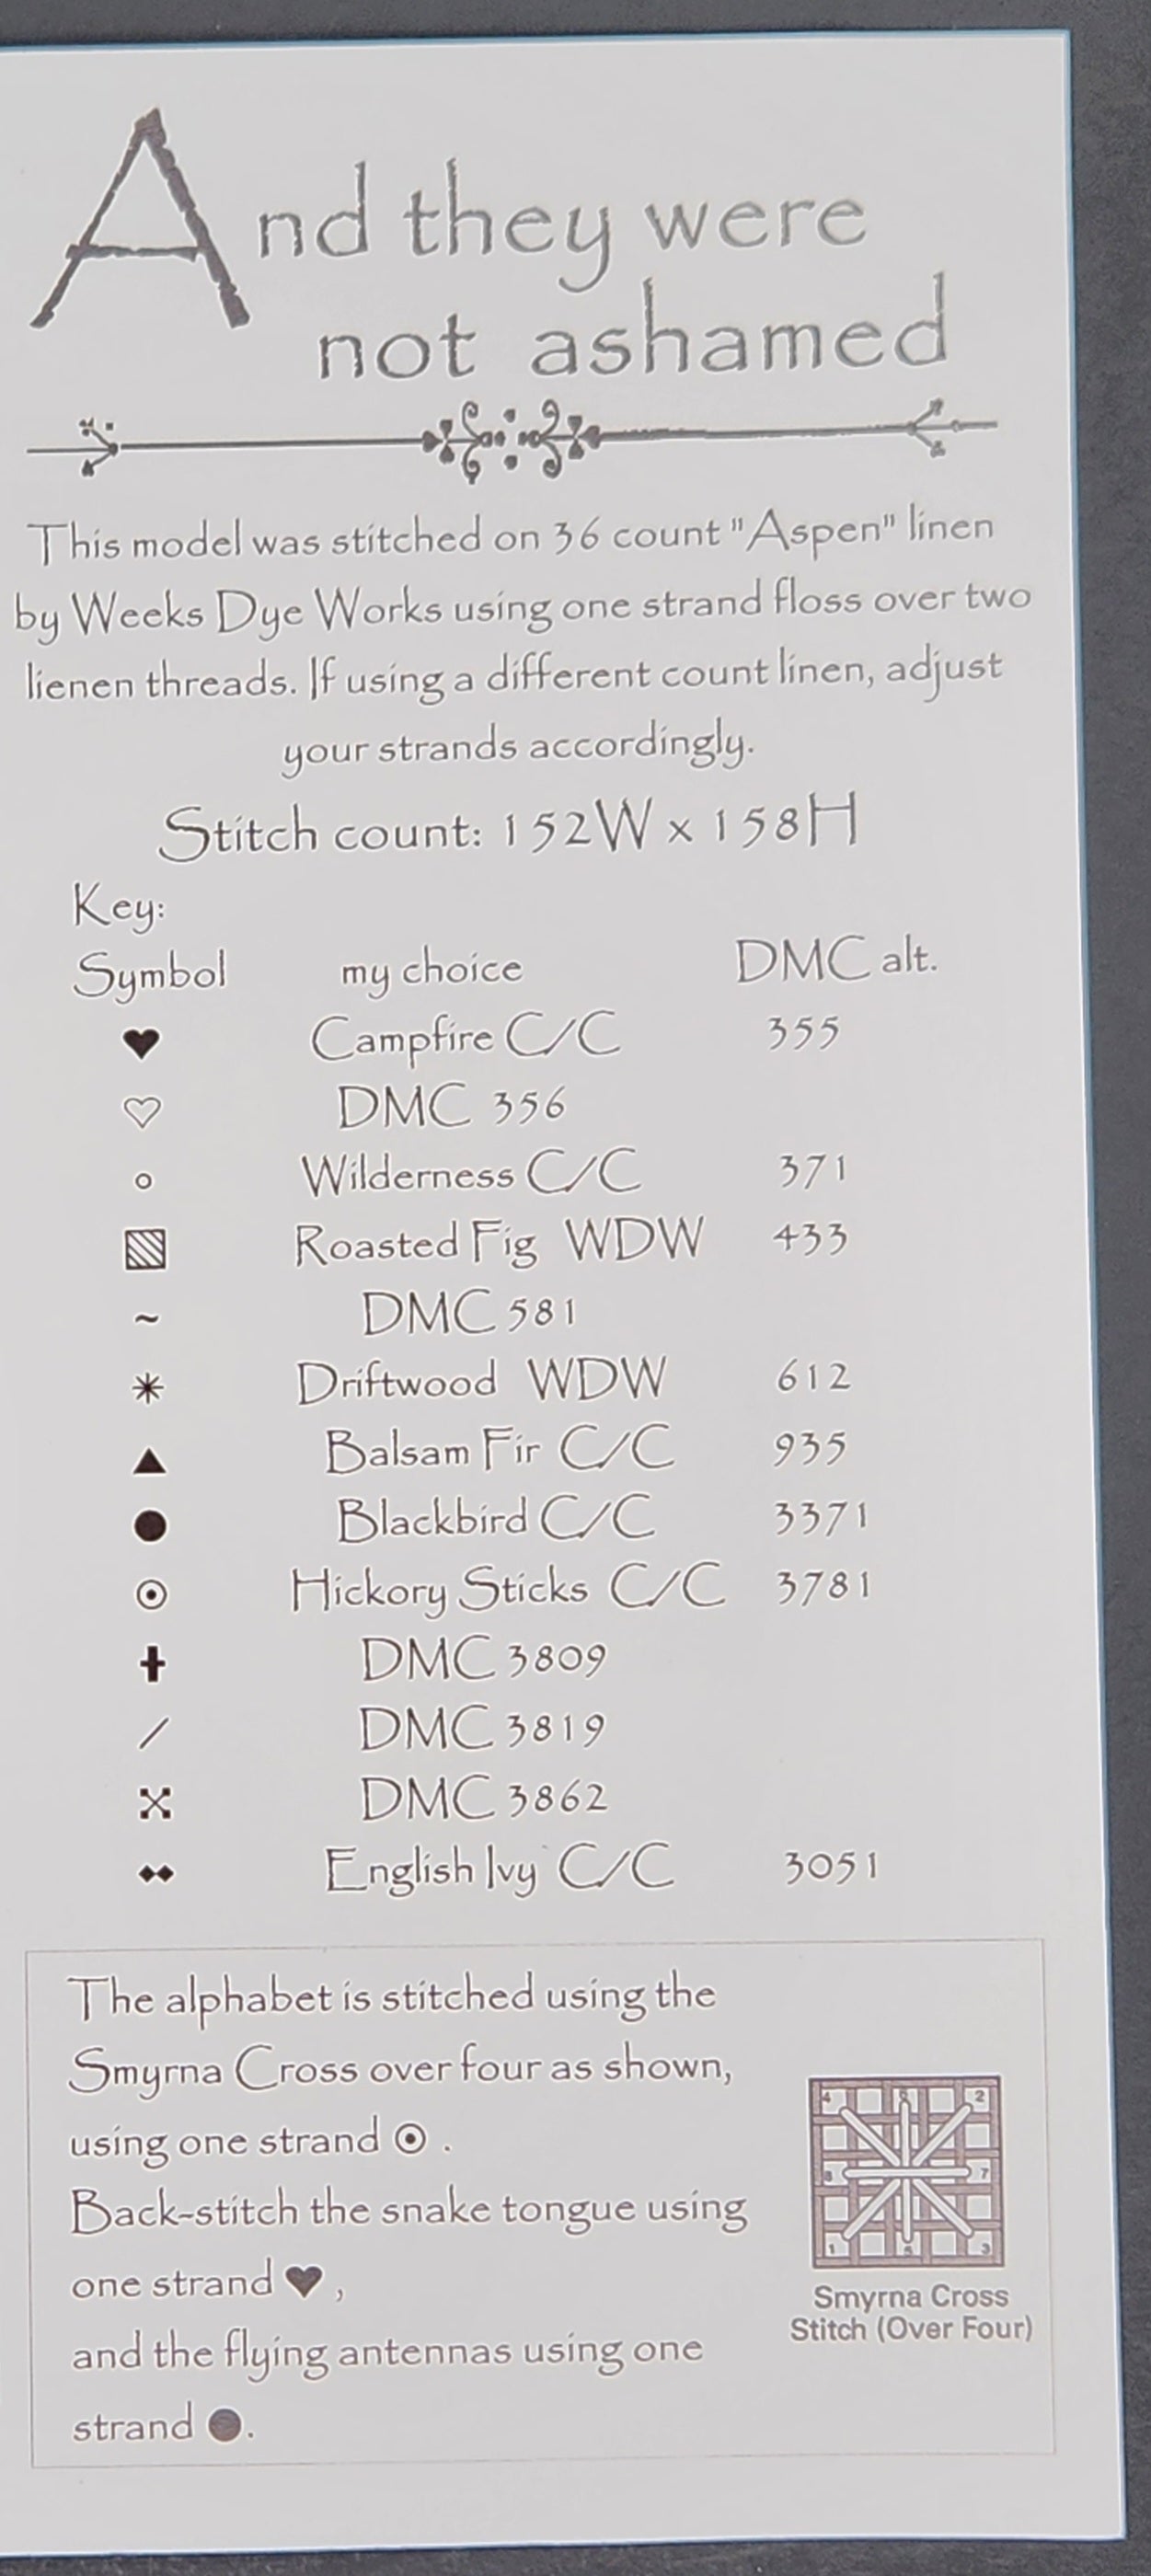 And they were
not ashamed
This model was stitched on 36 count "Aspen" linen
by Weeks Dye Works using one strand floss over two
lienen threads. If using a different count linen, adjust
your strands accordingly.
Stitch count: 152W x 158H
Key:
Symbol my choice DMC alt.
♥ Campfire C/C 355
♡ DMC 356
○ Wilderness C/C 371
▧ Roasted Fig WDW 433
~ DMC 581
✳ Driftwood WDW 612
▲ Balsam Fir C/C 935
● Blackbird C/C 3371
⊙ Hickory Sticks C/C 3781
✚ DMC 3809
/ DMC 3819
⌘ DMC 3862
◆◆ English Ivy C/C 3051
The alphabet is stitched using the
Smyrna Cross over four as shown,
using one strand ⊙ .
Back-stitch the snake tongue using
one strand ♥ ,
and the flying antennas using one
strand ●.
4 2
7
1 3
Smyrna Cross
Stitch (Over Four)